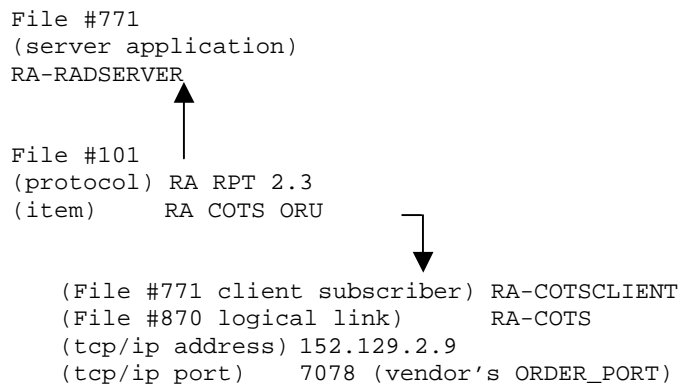 File #771
(server application)
RA-RADSERVER
File #101
(protocol) RA RPT 2.3
(item) RA COTS ORU
(File #771 client subscriber) RA-COTSCLIENT
(File #870 logical link) RA-COTS
(tcp/ip address) 152.129.2.9
(tcp/ip port) 7078 (vendor's ORDER_PORT)